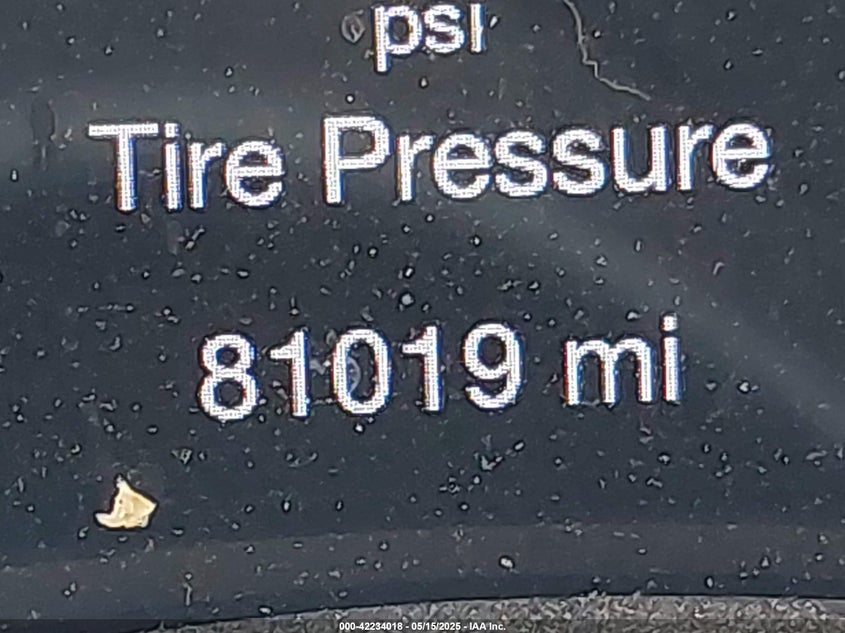 psi
Tire Pressure
81019 mi
000-42234018 - 05/15/2025 - IAA Inc.